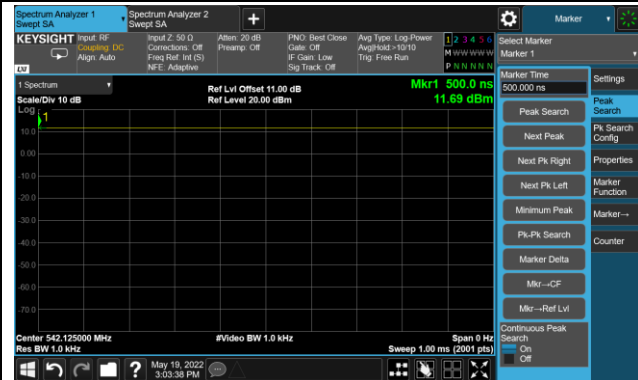 Spectrum Analyzer 1
Swept SA
Spectrum Analyzer 2
Swept SA
+
Marker
KEYSIGHT
Input: RF
Coupling: DC
Align: Auto
Input Z: 50 Ω
Corrections: Off
Freq Ref: Int (S)
NFE: Adaptive
Atten: 20 dB
Preamp: Off
PNO: Best Close
Gate: Off
IF Gain: Low
Sig Track: Off
Avg Type: Log-Power
Avg|Hold:>10/10
Trig: Free Run
1 2 3 4 5 6
M W W W W W
P N N N N N
Select Marker
Marker 1
LXI
1 Spectrum
Scale/Div 10 dB
Ref Lvl Offset 11.00 dB
Ref Level 20.00 dBm
Mkr1 500.0 ns
11.69 dBm
Log
1
10.0
0.00
-10.0
-20.0
-30.0
-40.0
-50.0
-60.0
-70.0
Center 542.125000 MHz
Res BW 1.0 kHz
#Video BW 1.0 kHz
Span 0 Hz
Sweep 1.00 ms (2001 pts)
Marker Time
500.000 ns
Peak Search
Next Peak
Next Pk Right
Next Pk Left
Minimum Peak
Pk-Pk Search
Marker Delta
Mkr→CF
Mkr→Ref Lvl
Continuous Peak
Search
On
Off
Settings
Peak
Search
Pk Search
Config
Properties
Marker
Function
Marker→
Counter
?
May 19, 2022
3:03:38 PM